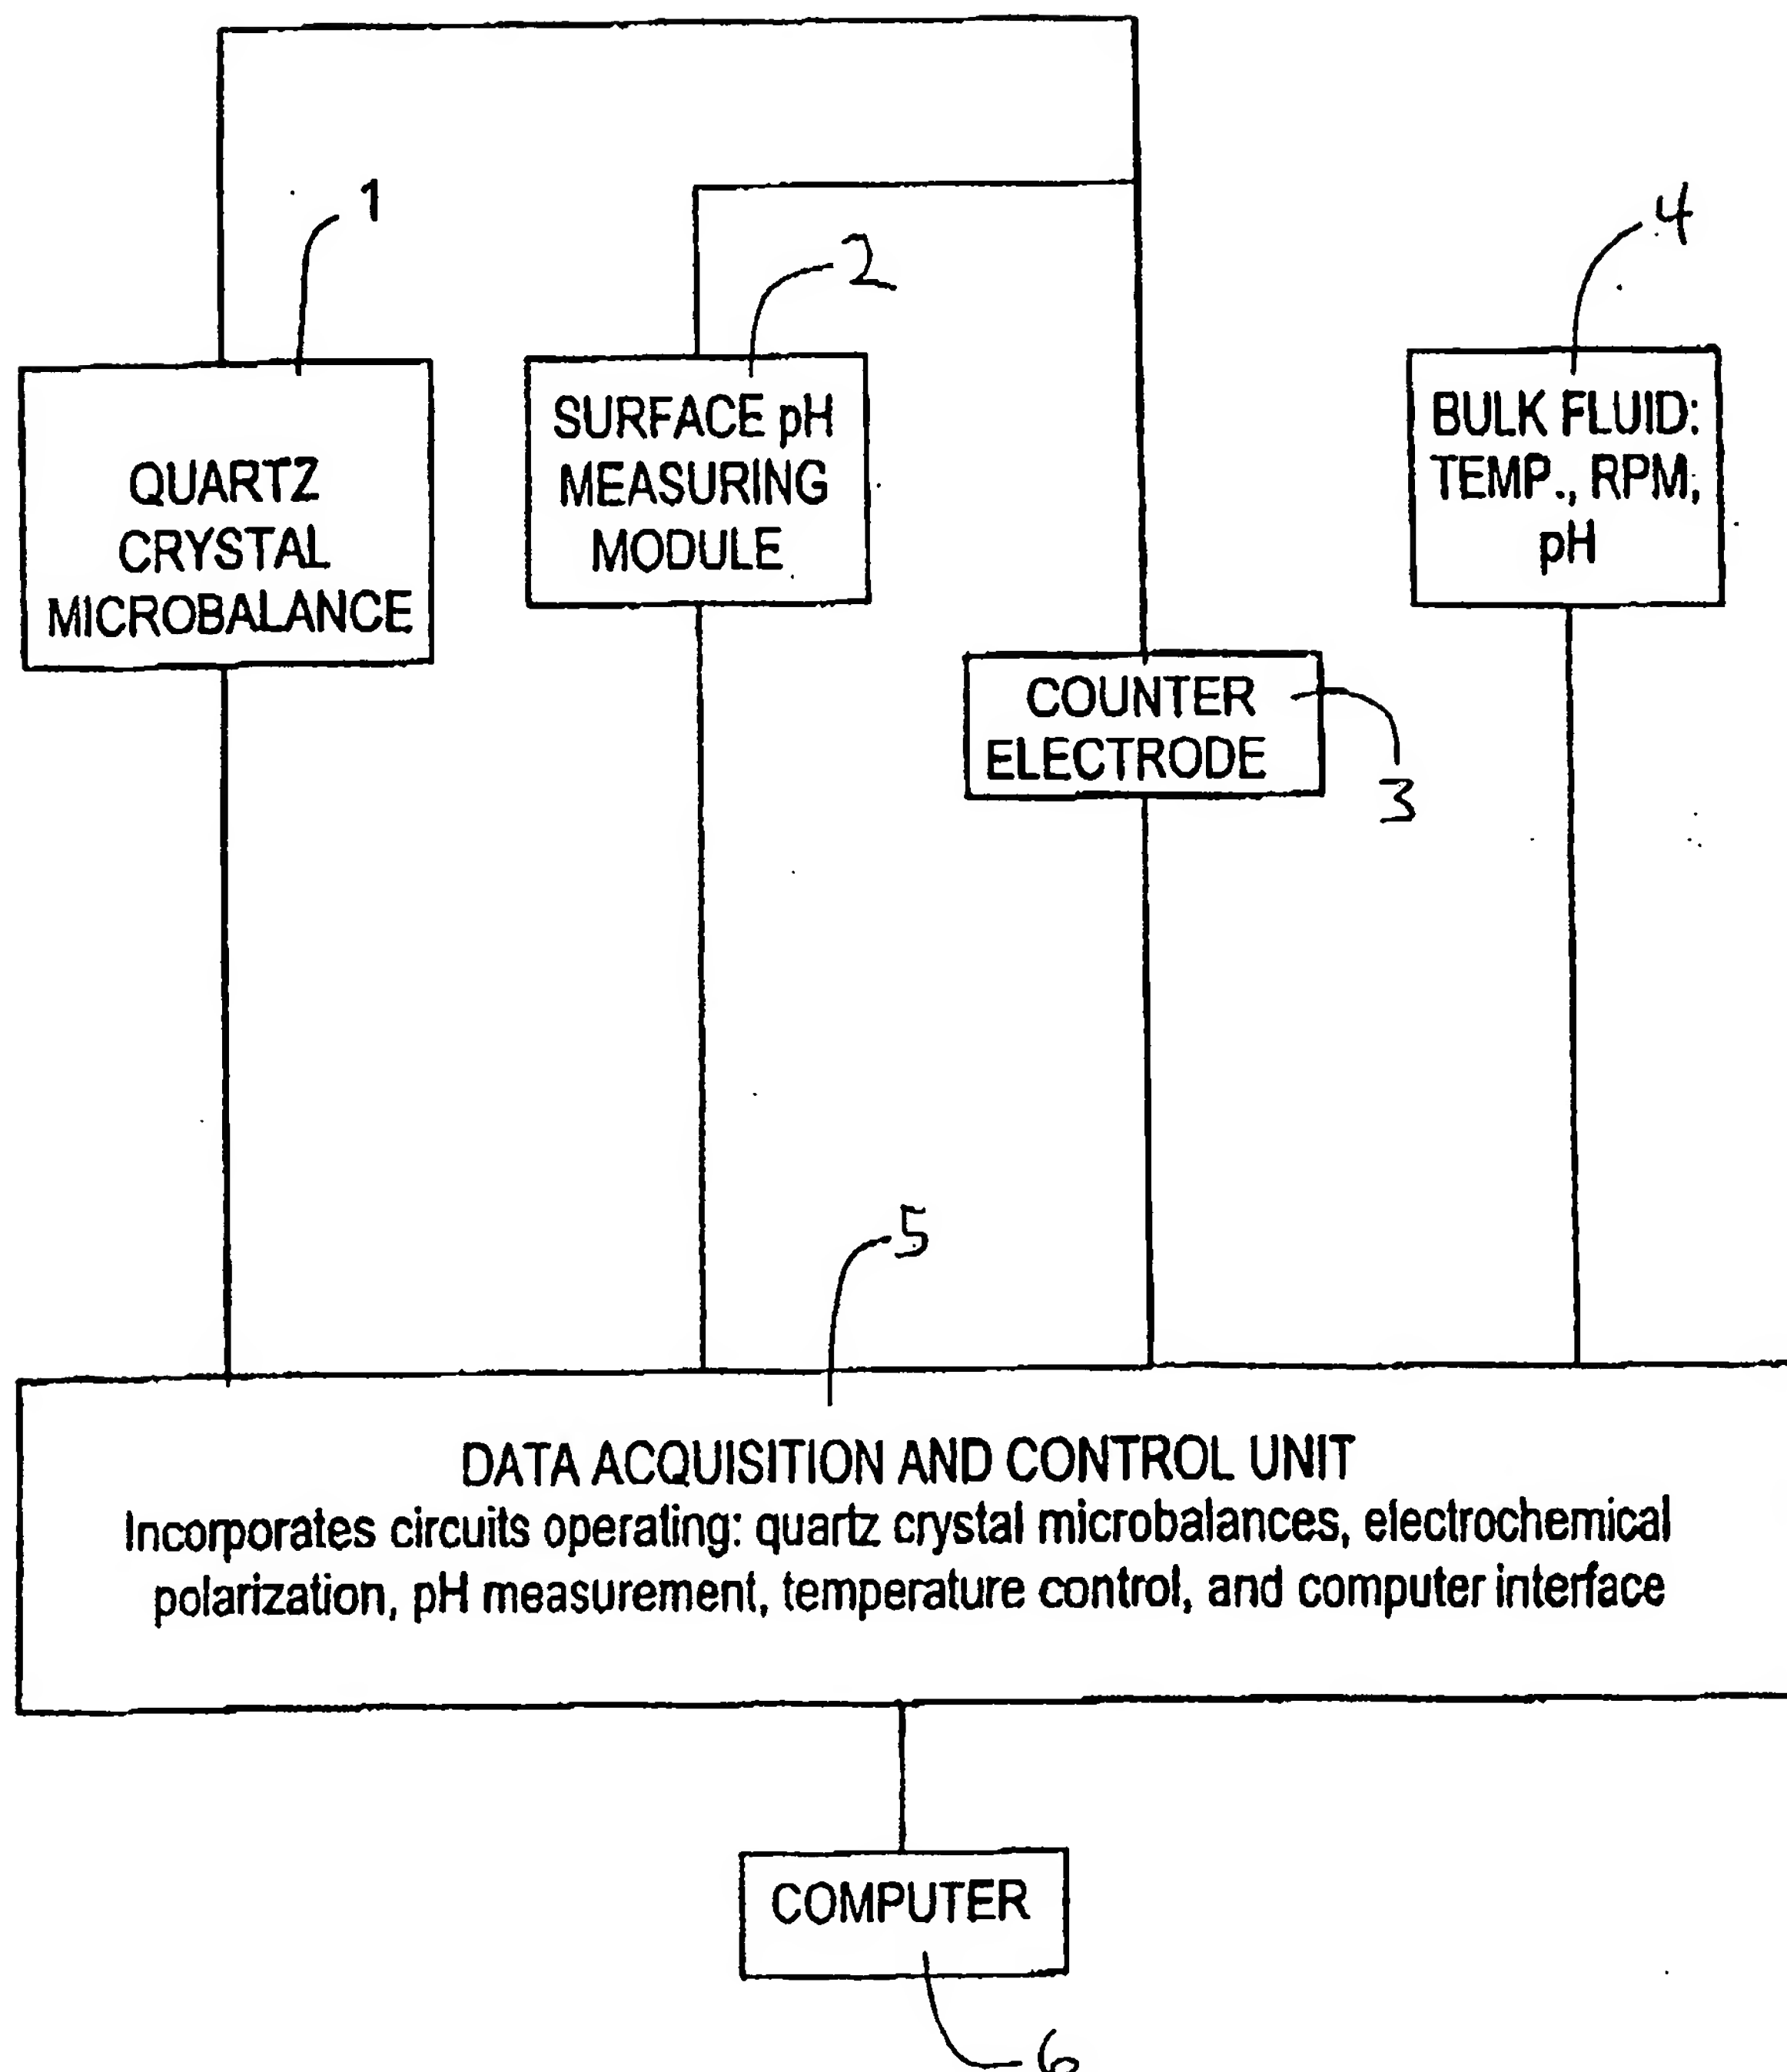 1
2
4
QUARTZ
CRYSTAL
MICROBALANCE
SURFACE pH
MEASURING
MODULE
BULK FLUID:
TEMP., RPM,
pH
COUNTER
ELECTRODE
3
5
DATA ACQUISITION AND CONTROL UNIT
Incorporates circuits operating: quartz crystal microbalances, electrochemical
polarization, pH measurement, temperature control, and computer interface
COMPUTER
6